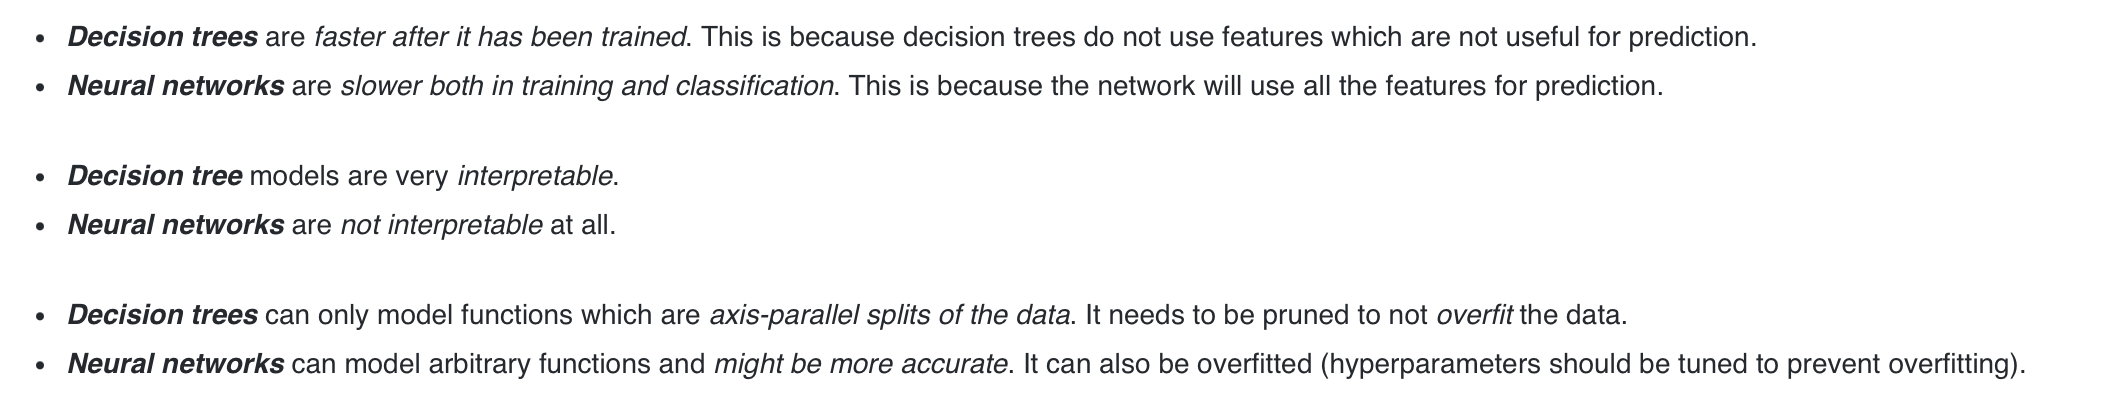 • Decision trees are faster after it has been trained. This is because decision trees do not use features which are not useful for prediction.
• Neural networks are slower both in training and classification. This is because the network will use all the features for prediction.
• Decision tree models are very interpretable.
• Neural networks are not interpretable at all.
• Decision trees can only model functions which are axis-parallel splits of the data. It needs to be pruned to not overfit the data.
• Neural networks can model arbitrary functions and might be more accurate. It can also be overfitted (hyperparameters should be tuned to prevent overfitting).